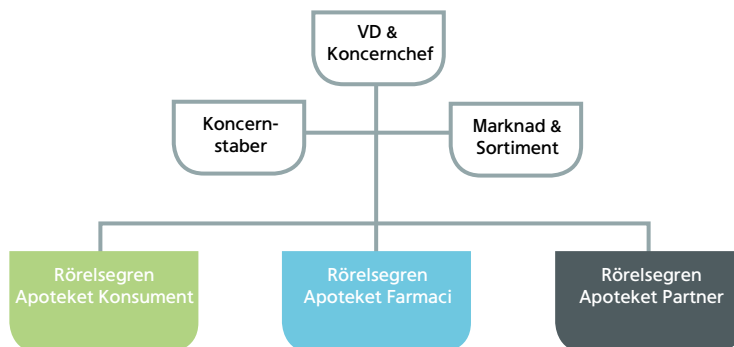 VD &
Koncernchef
Koncern-
staber
Marknad &
Sortiment
Rörelsegren
Apoteket Konsument
Rörelsegren
Apoteket Farmaci
Rörelsegren
Apoteket Partner